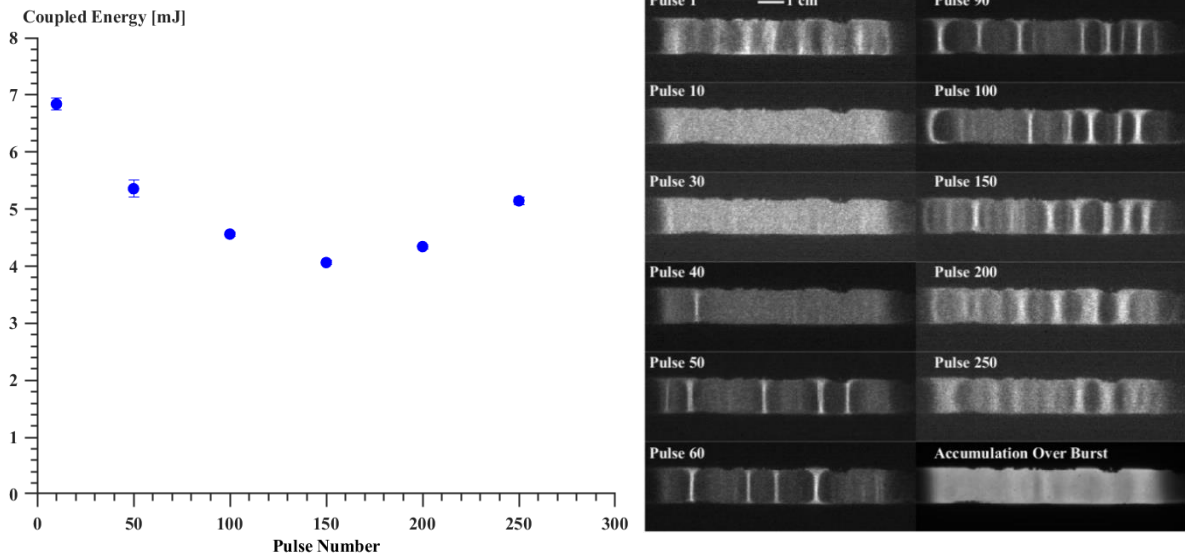 Coupled Energy [mJ]
8
7
6
5
4
3
2
1
0
0 50 100 150 200 250 300
Pulse Number
Pulse 1 1 cm Pulse 90
Pulse 10 Pulse 100
Pulse 30 Pulse 150
Pulse 40 Pulse 200
Pulse 50 Pulse 250
Pulse 60 Accumulation Over Burst